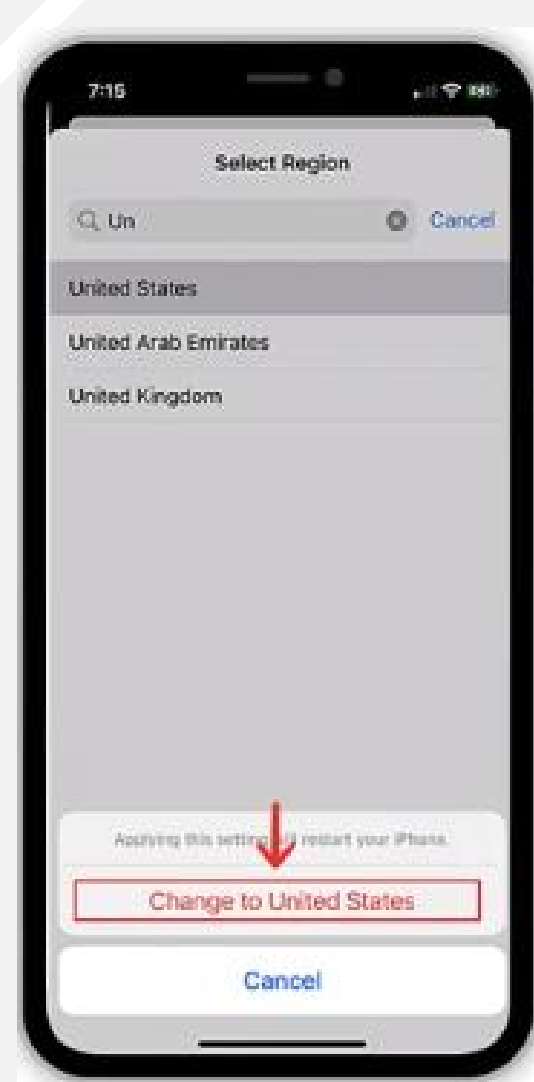 7:15
Select Region
Un Cancel
United States
United Arab Emirates
United Kingdom
Applying this setting will restart your iPhone.
Change to United States
Cancel